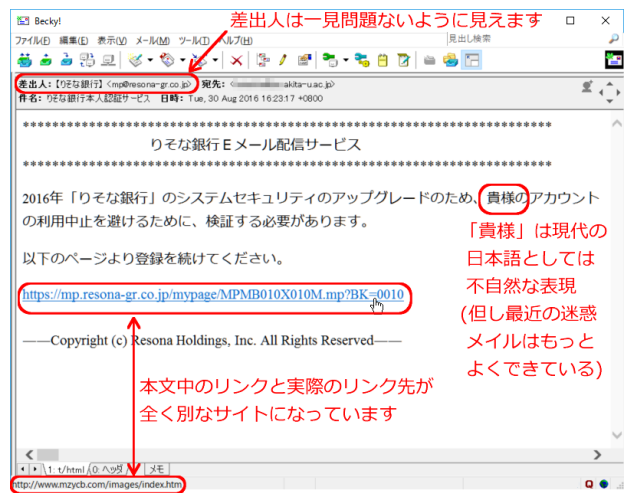 Becky!
差出人は一見問題ないように見えます
ファイル(F) 編集(E) 表示(V) メール(M) ツール(T) ヘルプ(H)
見出し検索
差出人:【りそな銀行】<mp@resona-gr.co.jp> 宛先: < akita-u.ac.jp>
件名: りそな銀行本人認証サービス 日時: Tue, 30 Aug 2016 16:23:17 +0800
りそな銀行Eメール配信サービス
2016年「りそな銀行」のシステムセキュリティのアップグレードのため、貴様のアカウント
の利用中止を避けるために、検証する必要があります。
「貴様」は現代の
日本語としては
不自然な表現
(但し最近の迷惑
メイルはもっと
よくできている)
以下のページより登録を続けてください。
https://mp.resona-gr.co.jp/mypage/MPMB010X010M.mp?BK=0010
——Copyright (c) Resona Holdings, Inc. All Rights Reserved——
本文中のリンクと実際のリンク先が
全く別なサイトになっています
1: t/html 0: ヘッダ メモ
http://www.mzycb.com/images/index.htm